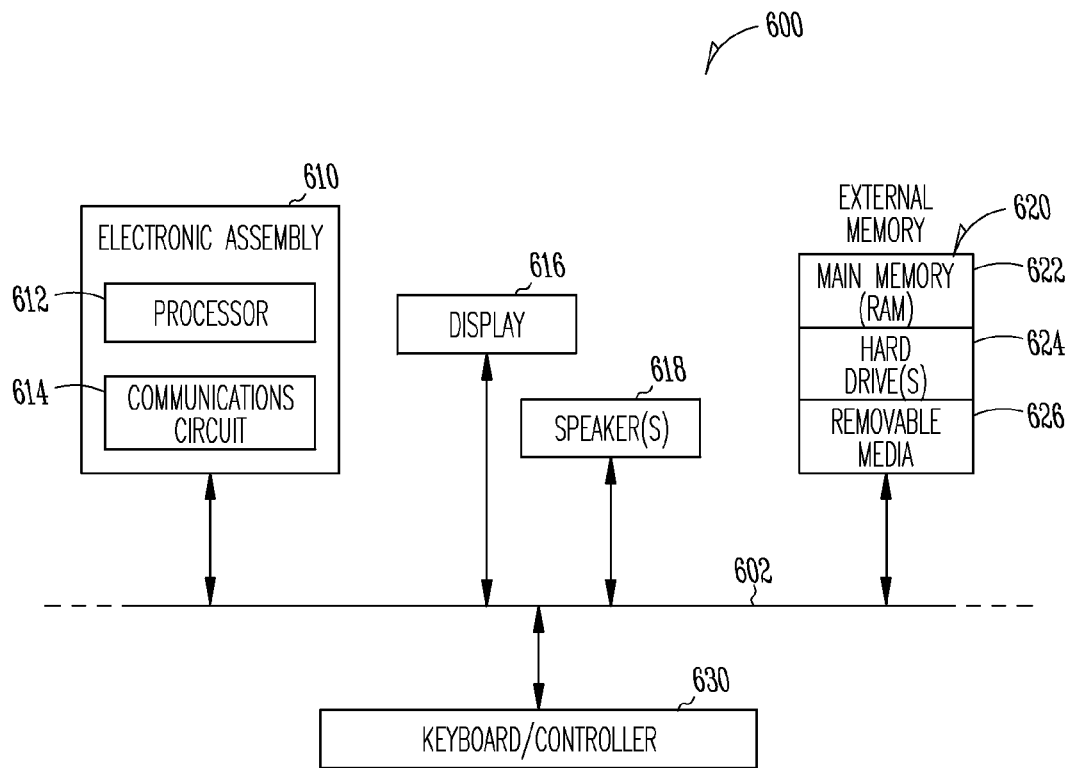 600
610
ELECTRONIC ASSEMBLY
612
PROCESSOR
614
COMMUNICATIONS
CIRCUIT
616
DISPLAY
618
SPEAKER(S)
EXTERNAL
MEMORY
620
MAIN MEMORY
(RAM)
622
HARD
DRIVE(S)
624
REMOVABLE
MEDIA
626
602
630
KEYBOARD/CONTROLLER